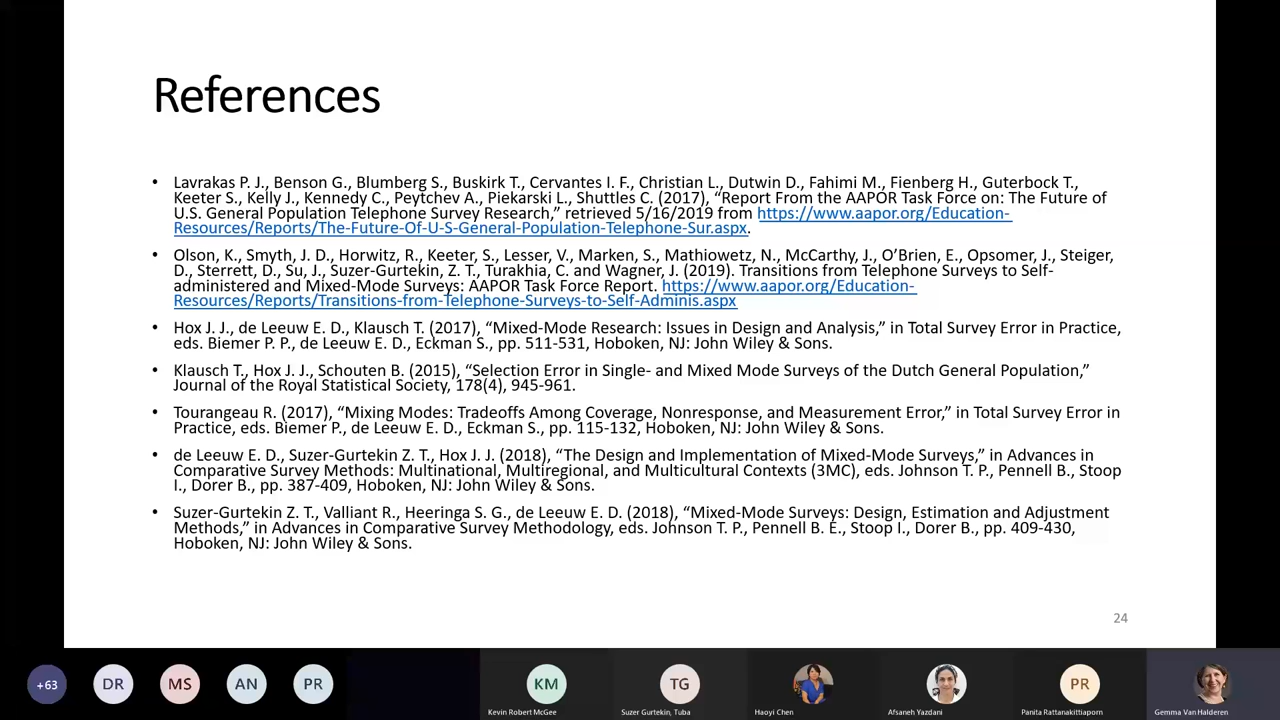 References
• Lavrakas P. J., Benson G., Blumberg S., Buskirk T., Cervantes I. F., Christian L., Dutwin D., Fahimi M., Fienberg H., Guterbock T.,
Keeter S., Kelly J., Kennedy C., Peytchev A., Piekarski L., Shuttles C. (2017), “Report From the AAPOR Task Force on: The Future of
U.S. General Population Telephone Survey Research,” retrieved 5/16/2019 from https://www.aapor.org/Education-
Resources/Reports/The-Future-Of-U-S-General-Population-Telephone-Sur.aspx.
• Olson, K., Smyth, J. D., Horwitz, R., Keeter, S., Lesser, V., Marken, S., Mathiowetz, N., McCarthy, J., O’Brien, E., Opsomer, J., Steiger,
D., Sterrett, D., Su, J., Suzer-Gurtekin, Z. T., Turakhia, C. and Wagner, J. (2019). Transitions from Telephone Surveys to Self-
administered and Mixed-Mode Surveys: AAPOR Task Force Report. https://www.aapor.org/Education-
Resources/Reports/Transitions-from-Telephone-Surveys-to-Self-Adminis.aspx
• Hox J. J., de Leeuw E. D., Klausch T. (2017), “Mixed-Mode Research: Issues in Design and Analysis,” in Total Survey Error in Practice,
eds. Biemer P. P., de Leeuw E. D., Eckman S., pp. 511-531, Hoboken, NJ: John Wiley & Sons.
• Klausch T., Hox J. J., Schouten B. (2015), “Selection Error in Single- and Mixed Mode Surveys of the Dutch General Population,”
Journal of the Royal Statistical Society, 178(4), 945-961.
• Tourangeau R. (2017), “Mixing Modes: Tradeoffs Among Coverage, Nonresponse, and Measurement Error,” in Total Survey Error in
Practice, eds. Biemer P., de Leeuw E. D., Eckman S., pp. 115-132, Hoboken, NJ: John Wiley & Sons.
• de Leeuw E. D., Suzer-Gurtekin Z. T., Hox J. J. (2018), “The Design and Implementation of Mixed-Mode Surveys,” in Advances in
Comparative Survey Methods: Multinational, Multiregional, and Multicultural Contexts (3MC), eds. Johnson T. P., Pennell B., Stoop
I., Dorer B., pp. 387-409, Hoboken, NJ: John Wiley & Sons.
• Suzer-Gurtekin Z. T., Valliant R., Heeringa S. G., de Leeuw E. D. (2018), “Mixed-Mode Surveys: Design, Estimation and Adjustment
Methods,” in Advances in Comparative Survey Methodology, eds. Johnson T. P., Pennell B. E., Stoop I., Dorer B., pp. 409-430,
Hoboken, NJ: John Wiley & Sons.
24
+63 DR MS AN PR KM TG PR
Kevin Robert McGee Suzer Gurtekin, Tuba Haoyi Chen Afsaneh Yazdani Panita Rattanakittiaporn Gemma Van Halderen